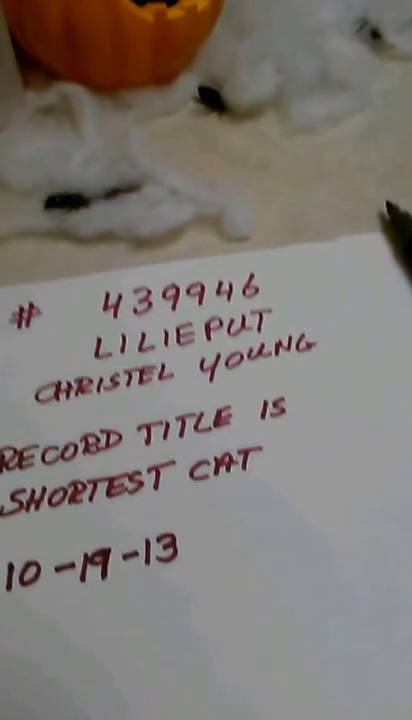 # 439946
LILIEPUT
CHRISTEL YOUNG
RECORD TITLE IS
SHORTEST CAT
10-19-13